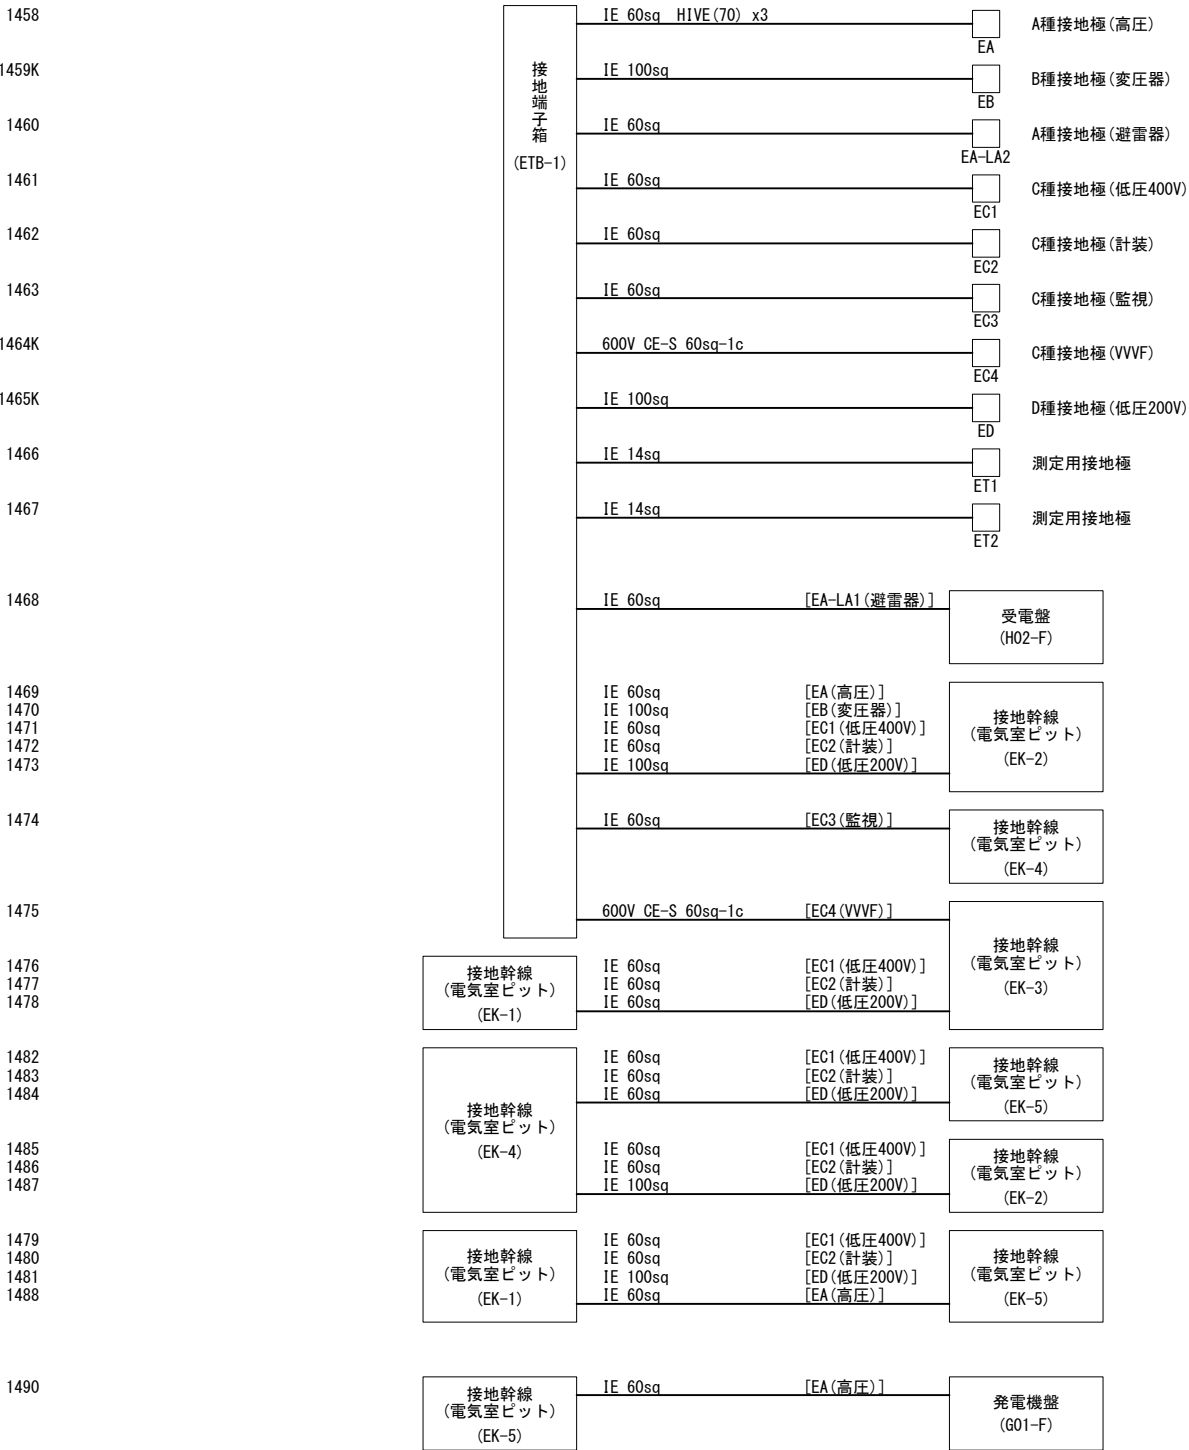 1458 IE 60sq HIVE(70) x3 A種接地極(高圧)
EA
1459K IE 100sq B種接地極(変圧器)
EB
接地端子箱
(ETB-1)
1460 IE 60sq A種接地極(避雷器)
EA-LA2
1461 IE 60sq C種接地極(低圧400V)
EC1
1462 IE 60sq C種接地極(計装)
EC2
1463 IE 60sq C種接地極(監視)
EC3
1464K 600V CE-S 60sq-1c C種接地極(VVVF)
EC4
1465K IE 100sq D種接地極(低圧200V)
ED
1466 IE 14sq 測定用接地極
ET1
1467 IE 14sq 測定用接地極
ET2
1468 IE 60sq [EA-LA1(避雷器)]
受電盤
(H02-F)
1469 IE 60sq [EA(高圧)]
1470 IE 100sq [EB(変圧器)]
1471 IE 60sq [EC1(低圧400V)]
1472 IE 60sq [EC2(計装)]
1473 IE 100sq [ED(低圧200V)]
接地幹線
(電気室ピット)
(EK-2)
1474 IE 60sq [EC3(監視)]
接地幹線
(電気室ピット)
(EK-4)
1475 600V CE-S 60sq-1c [EC4(VVVF)]
接地幹線
(電気室ピット)
(EK-3)
接地幹線
(電気室ピット)
(EK-1)
1476 IE 60sq [EC1(低圧400V)]
1477 IE 60sq [EC2(計装)]
1478 IE 60sq [ED(低圧200V)]
1482 IE 60sq [EC1(低圧400V)]
1483 IE 60sq [EC2(計装)]
1484 IE 60sq [ED(低圧200V)]
接地幹線
(電気室ピット)
(EK-5)
接地幹線
(電気室ピット)
(EK-4)
1485 IE 60sq [EC1(低圧400V)]
1486 IE 60sq [EC2(計装)]
1487 IE 100sq [ED(低圧200V)]
接地幹線
(電気室ピット)
(EK-2)
1479 IE 60sq [EC1(低圧400V)]
1480 IE 60sq [EC2(計装)]
1481 IE 100sq [ED(低圧200V)]
1488 IE 60sq [EA(高圧)]
接地幹線
(電気室ピット)
(EK-1)
接地幹線
(電気室ピット)
(EK-5)
1490 IE 60sq [EA(高圧)]
接地幹線
(電気室ピット)
(EK-5)
発電機盤
(G01-F)